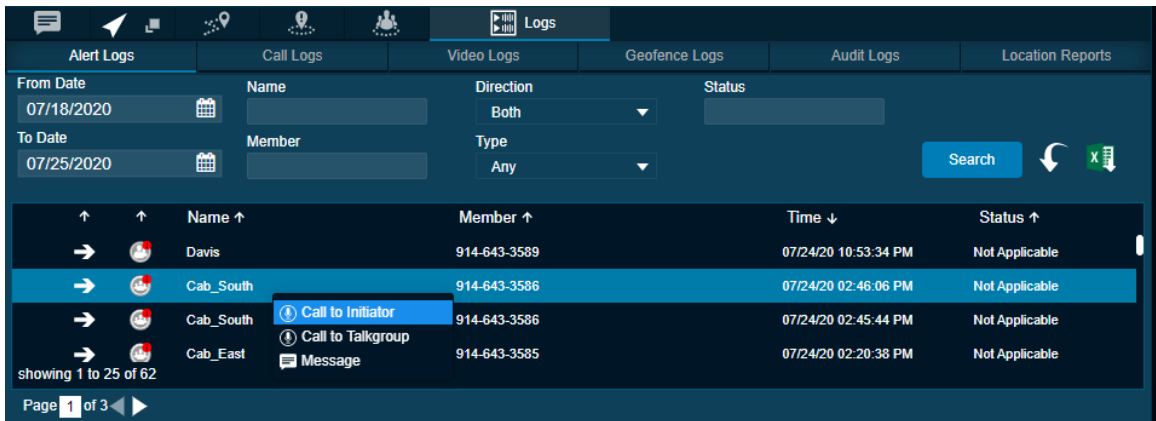 Logs
Alert Logs Call Logs Video Logs Geofence Logs Audit Logs Location Reports
From Date Name Direction Status
07/18/2020 Both
To Date Member Type
07/25/2020 Any Search
↑ ↑ Name ↑ Member ↑ Time ↓ Status ↑
Davis 914-643-3589 07/24/20 10:53:34 PM Not Applicable
Cab_South 914-643-3586 07/24/20 02:46:06 PM Not Applicable
Call to Initiator
Cab_South 914-643-3586 07/24/20 02:45:44 PM Not Applicable
Call to Talkgroup
Cab_East 914-643-3585 07/24/20 02:20:38 PM Not Applicable
Message
showing 1 to 25 of 62
Page 1 of 3